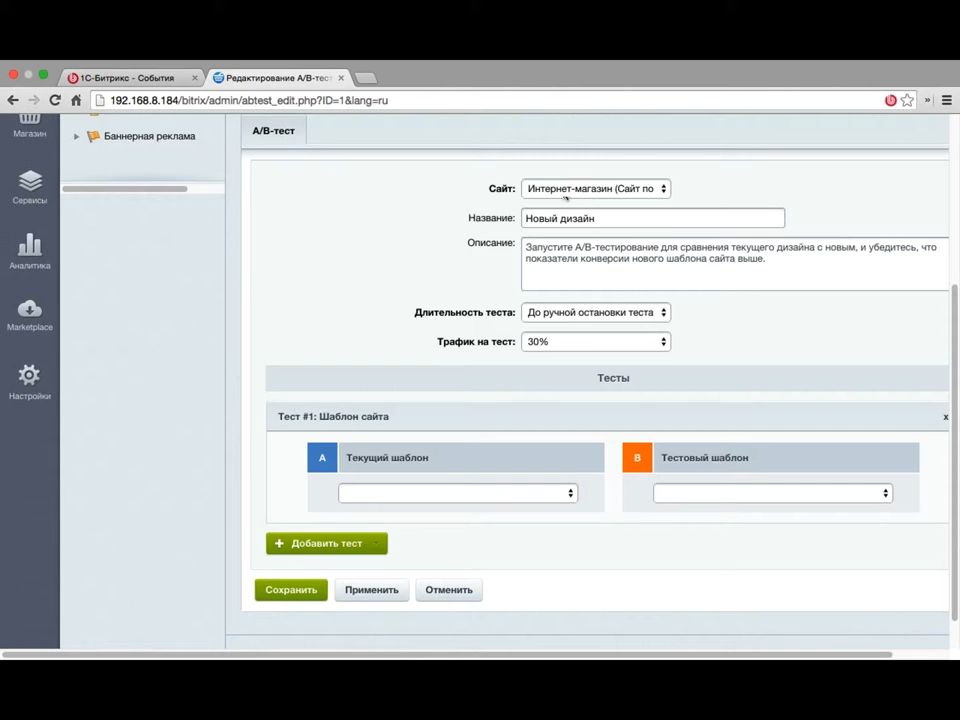 1С-Битрикс - События
Редактирование A/B-тест
192.168.8.184/bitrix/admin/abtest_edit.php?ID=1&lang=ru
Магазин
Баннерная реклама
Сервисы
Аналитика
Marketplace
Настройки
A/B-тест
Сайт: Интернет-магазин (Сайт по
Название: Новый дизайн
Описание: Запустите A/B-тестирование для сравнения текущего дизайна с новым, и убедитесь, что
показатели конверсии нового шаблона сайта выше.
Длительность теста: До ручной остановки теста
Трафик на тест: 30%
Тесты
Тест #1: Шаблон сайта x
A Текущий шаблон B Тестовый шаблон
+ Добавить тест
Сохранить Применить Отменить